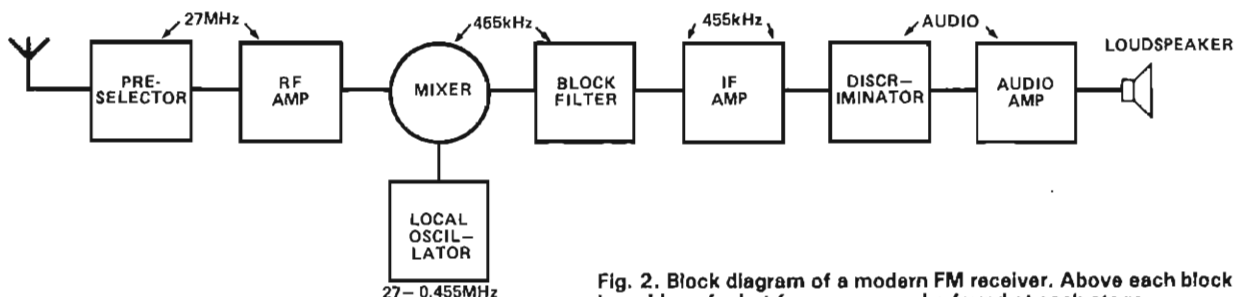 27MHz
455kHz
455kHz
AUDIO
LOUDSPEAKER
PRE-
SELECTOR
RF
AMP
MIXER
BLOCK
FILTER
IF
AMP
DISCR-
IMINATOR
AUDIO
AMP
LOCAL
OSCIL-
LATOR
27-0.455MHz
Fig. 2. Block diagram of a modern FM receiver. Above each block